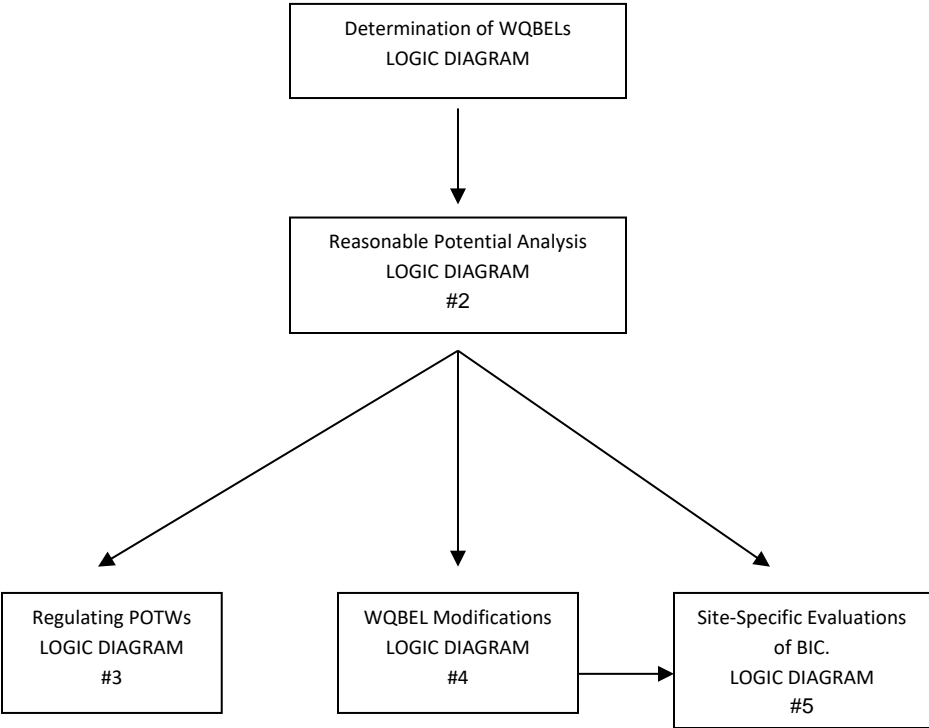 Determination of WQBELs
LOGIC DIAGRAM
Reasonable Potential Analysis
LOGIC DIAGRAM
#2
Regulating POTWs
LOGIC DIAGRAM
#3
WQBEL Modifications
LOGIC DIAGRAM
#4
Site-Specific Evaluations
of BIC.
LOGIC DIAGRAM
#5